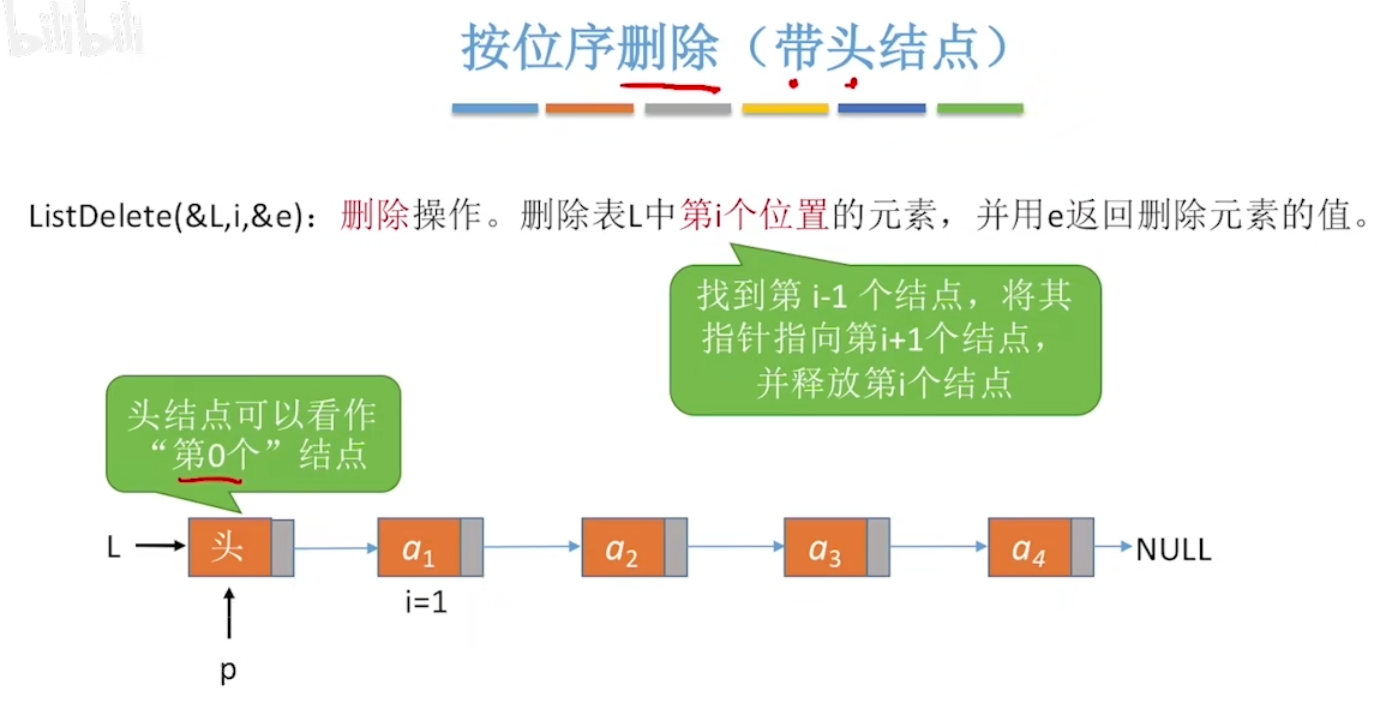 bilibili
按位序删除（带头结点）
ListDelete(&L,i,&e)：删除操作。删除表L中第i个位置的元素，并用e返回删除元素的值。
找到第 i-1 个结点，将其
指针指向第i+1个结点，
并释放第i个结点
头结点可以看作
“第0个”结点
L 头 a1 a2 a3 a4 NULL
i=1
p